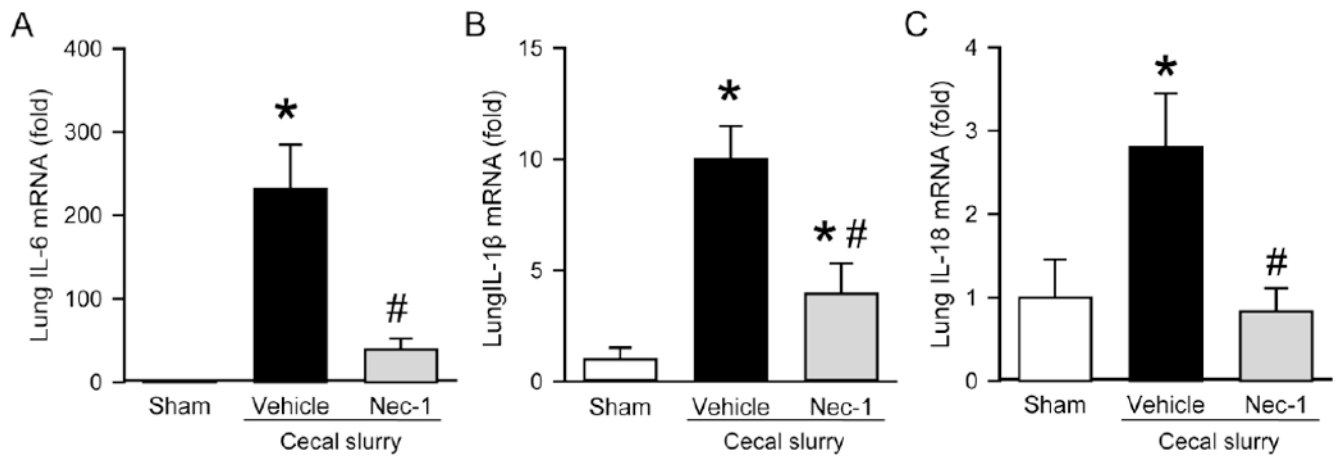 A
Lung IL-6 mRNA (fold)
400
300
200
100
0
*
#
Sham
Vehicle
Nec-1
Cecal slurry
B
LungIL-1β mRNA (fold)
15
10
5
0
*
* #
Sham
Vehicle
Nec-1
Cecal slurry
C
Lung IL-18 mRNA (fold)
4
3
2
1
0
*
#
Sham
Vehicle
Nec-1
Cecal slurry